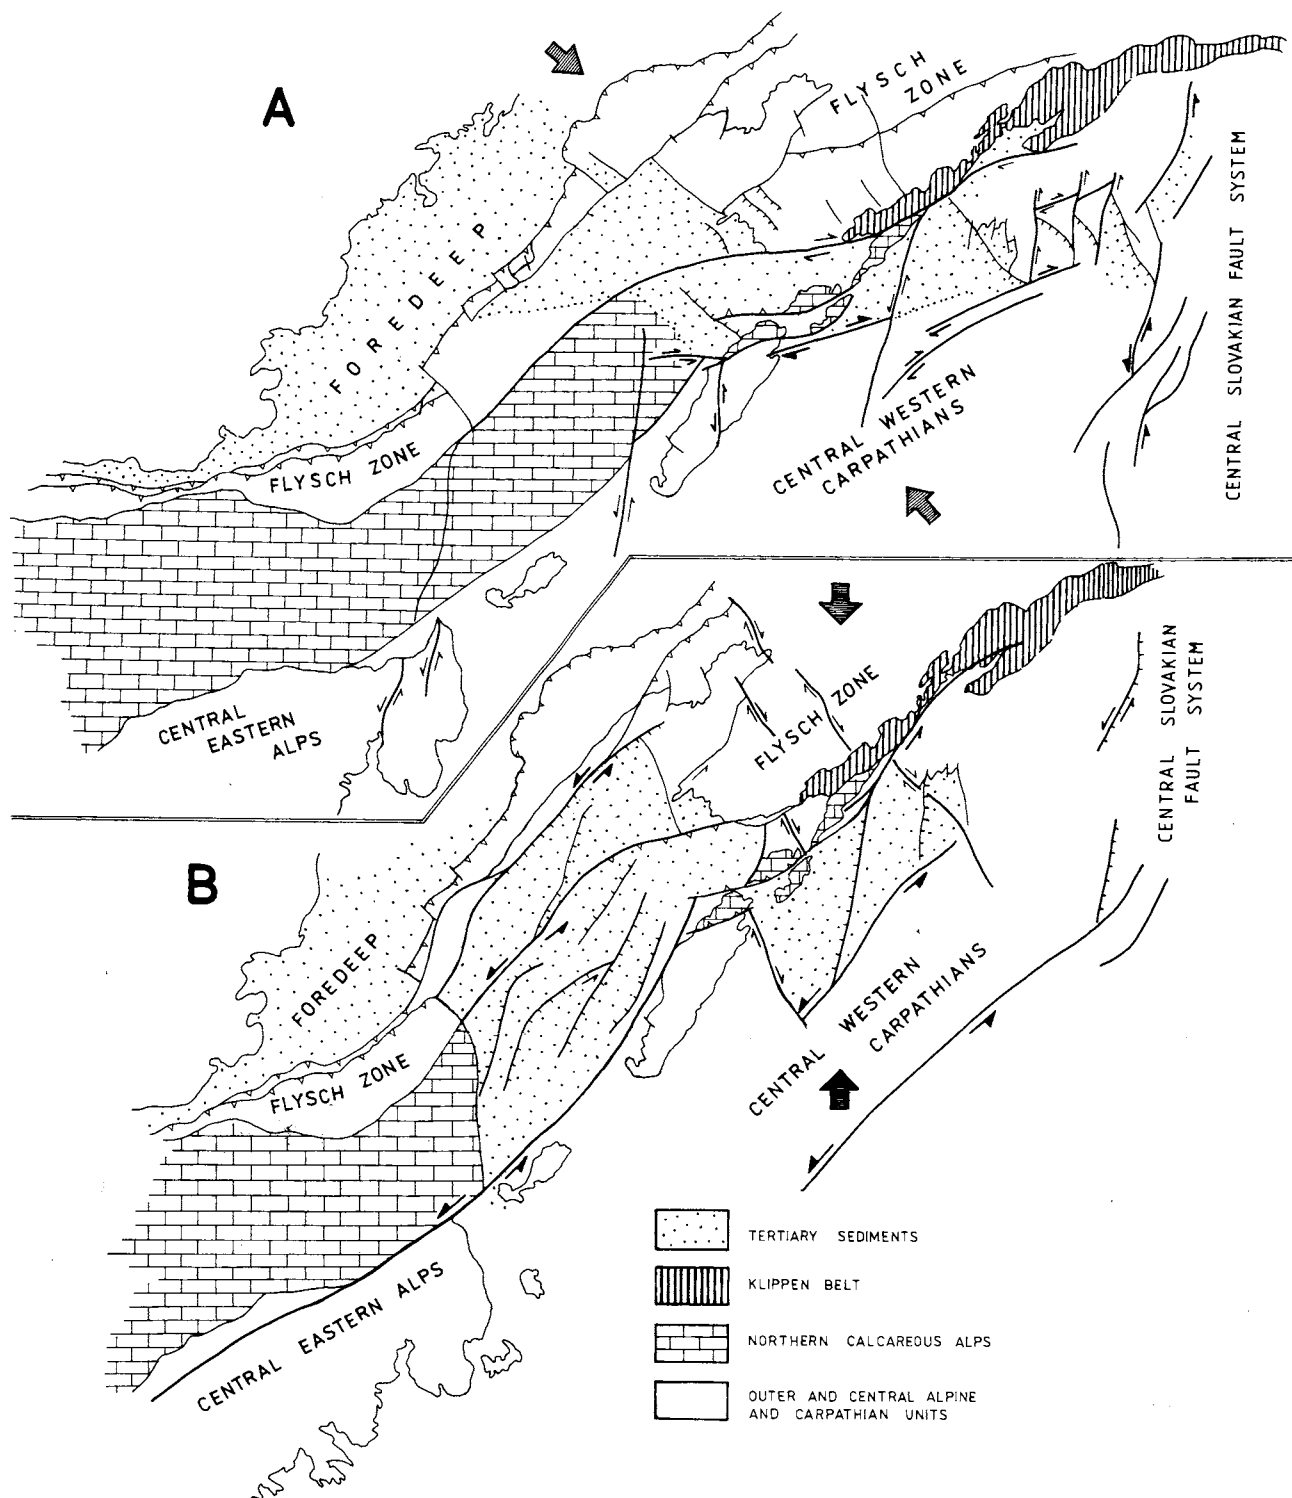 A
FLYSCH
ZONE
FOREDEEP
FLYSCH ZONE
CENTRAL WESTERN
CARPATHIANS
CENTRAL SLOVAKIAN FAULT SYSTEM
CENTRAL
EASTERN
ALPS
B
FLYSCH ZONE
FOREDEEP
FLYSCH ZONE
CENTRAL WESTERN
CARPATHIANS
CENTRAL SLOVAKIAN
FAULT SYSTEM
CENTRAL EASTERN ALPS
TERTIARY SEDIMENTS
KLIPPEN BELT
NORTHERN CALCAREOUS ALPS
OUTER AND CENTRAL ALPINE
AND CARPATHIAN UNITS